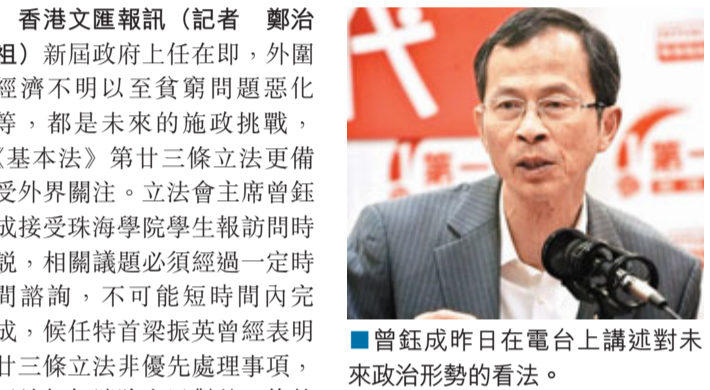 香港文匯報訊（記者　鄭治
祖）新屆政府上任在即，外圍
經濟不明以至貧窮問題惡化
等，都是未來的施政挑戰，
《基本法》第廿三條立法更備
受外界關注。立法會主席曾鈺
成接受珠海學院學生報訪問時
説，相關議題必須經過一定時
間諮詢，不可能短時間內完
成，候任特首梁振英曾經表明
廿三條立法非優先處理事項，
代
第一
第一
■曾鈺成昨日在電台上講述對未
來政治形勢的看法。